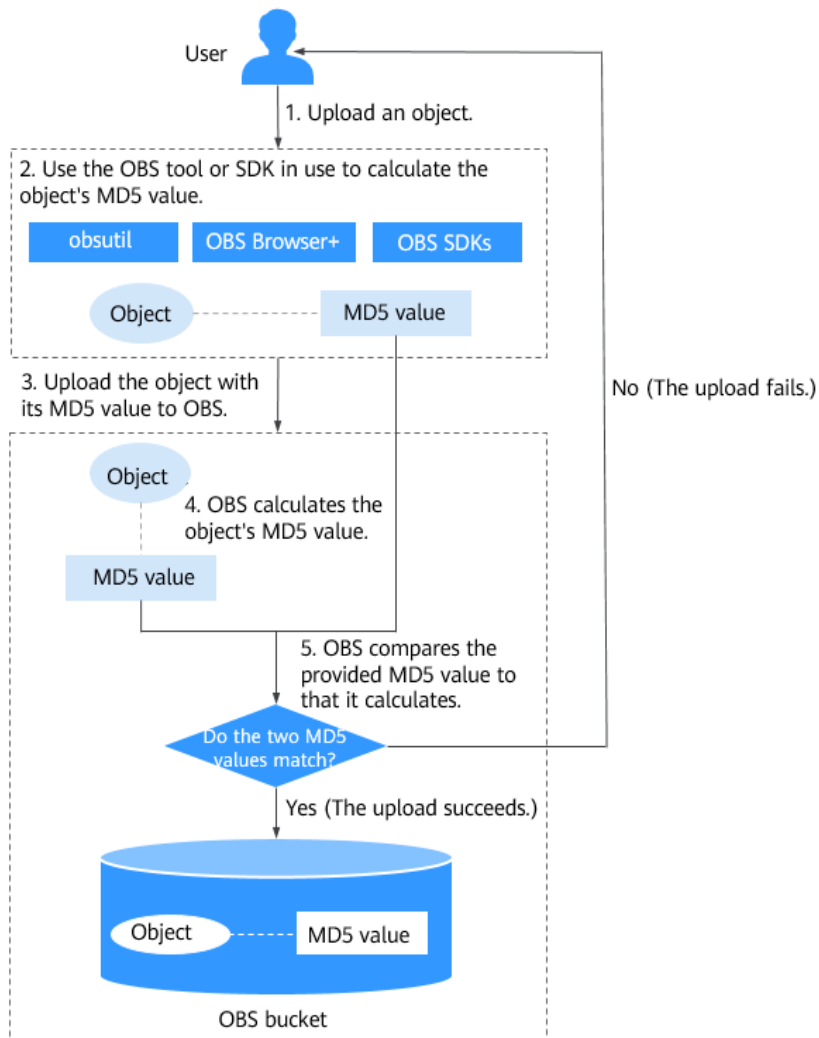 User
1. Upload an object.
2. Use the OBS tool or SDK in use to calculate the
object's MD5 value.
obsutil
OBS Browser+
OBS SDKs
Object
MD5 value
3. Upload the object with
its MD5 value to OBS.
No (The upload fails.)
Object
4. OBS calculates the
object's MD5 value.
MD5 value
5. OBS compares the
provided MD5 value to
that it calculates.
Do the two MD5
values match?
Yes (The upload succeeds.)
Object
MD5 value
OBS bucket